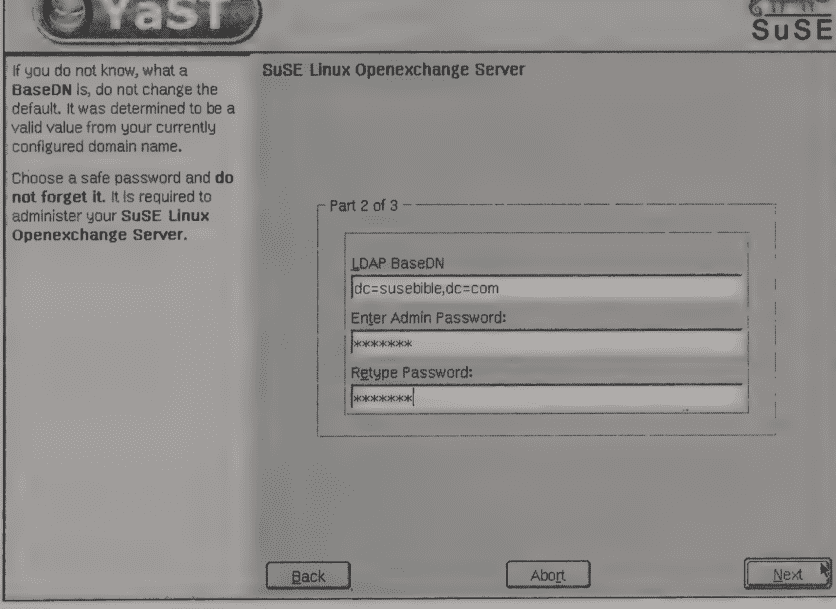 YaST
SuSE
If you do not know, what a
BaseDN is, do not change the
default. It was determined to be a
valid value from your currently
configured domain name.
Choose a safe password and do
not forget it. It is required to
administer your SuSE Linux
Openexchange Server.
SuSE Linux Openexchange Server
Part 2 of 3
LDAP BaseDN
dc=susebible,dc=com
Enter Admin Password:
*******
Retype Password:
*******
Back
Abort
Next